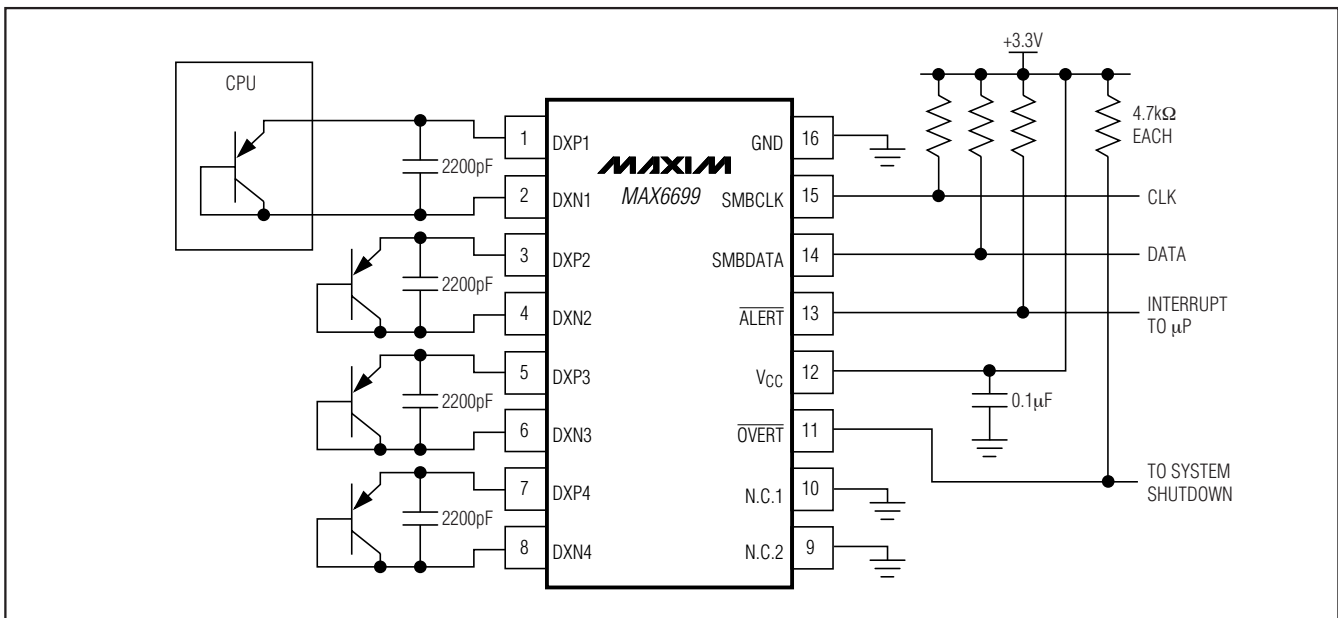 +3.3V
CPU
4.7kΩ
EACH
1
DXP1
GND
16
2200pF
MAXIM
MAX6699
2
DXN1
SMBCLK
15
CLK
3
DXP2
SMBDATA
14
DATA
2200pF
4
DXN2
ALERT
13
INTERRUPT
TO μP
5
DXP3
VCC
12
2200pF
0.1μF
6
DXN3
OVERT
11
7
DXP4
N.C.1
10
TO SYSTEM
SHUTDOWN
2200pF
8
DXN4
N.C.2
9